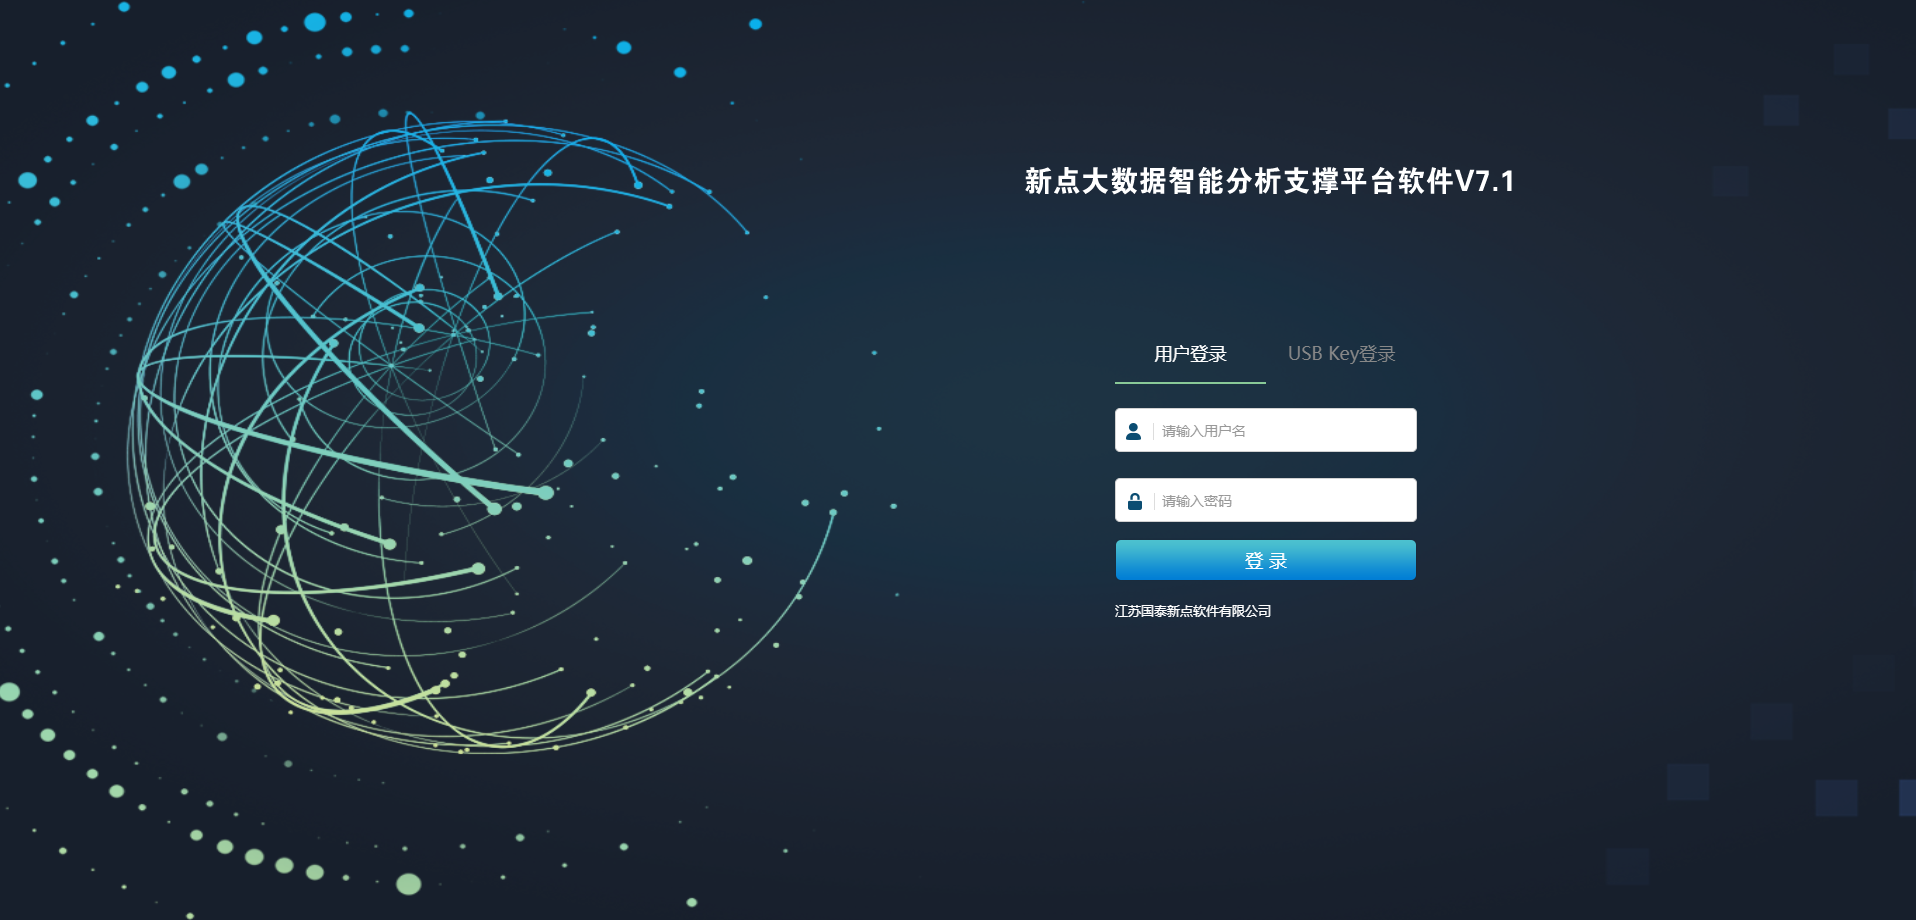 新点大数据智能分析支撑平台软件V7.1
用户登录 USB Key登录
请输入用户名
请输入密码
登 录
江苏国泰新点软件有限公司